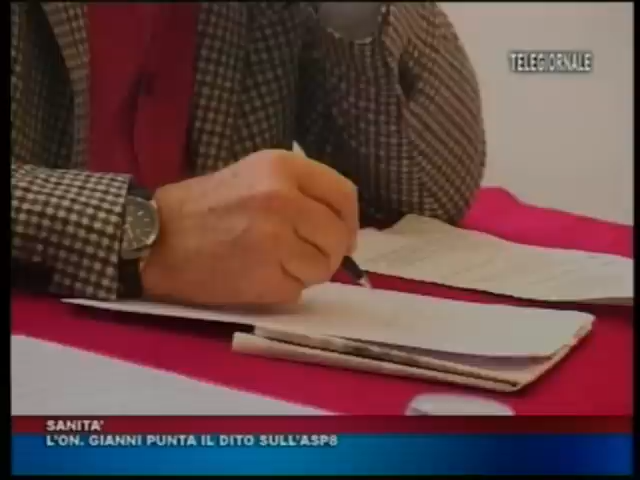 TELEGIORNALE
SANITA'
L'ON. GIANNI PUNTA IL DITO SULL'ASP8